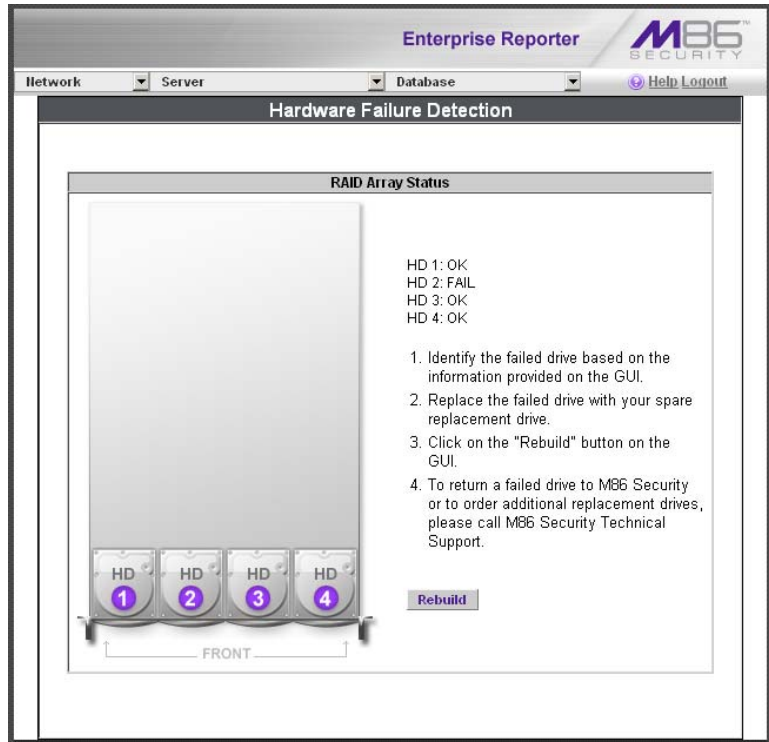 Enterprise Reporter
M86
SECURITY
™
Network
Server
Database
Help Logout
Hardware Failure Detection
RAID Array Status
HD 1: OK
HD 2: FAIL
HD 3: OK
HD 4: OK
1. Identify the failed drive based on the
information provided on the GUI.
2. Replace the failed drive with your spare
replacement drive.
3. Click on the "Rebuild" button on the
GUI.
4. To return a failed drive to M86 Security
or to order additional replacement drives,
please call M86 Security Technical
Support.
Rebuild
HD 1
HD 2
HD 3
HD 4
FRONT